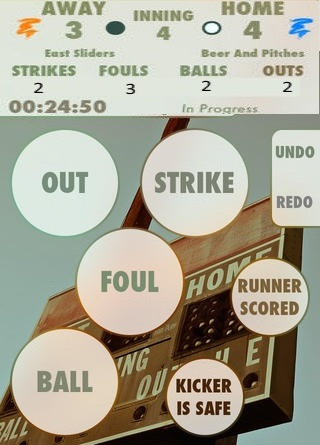 AWAY INNING HOME
3 4 4
East Sliders Beer And Pitches
STRIKES FOULS BALLS OUTS
2 3 2 2
00:24:50 In Progress
OUT STRIKE UNDO
REDO
FOUL HOME
RUNNER
SCORED
BALL KICKER
IS SAFE